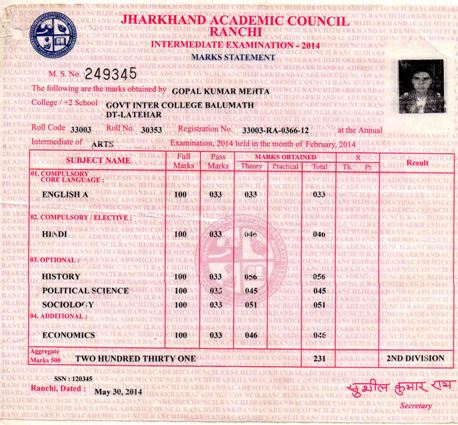 JHARKHAND ACADEMIC COUNCIL
RANCHI
INTERMEDIATE EXAMINATION - 2014
MARKS STATEMENT
M. S. No. 249345
The following are the marks obtained by GOPAL KUMAR MEHTA
College / +2 School GOVT INTER COLLEGE BALUMATH
DT-LATEHAR
Roll Code 33003 Roll No. 30353 Registration No. 33003-RA-0366-12 at the Annual
Intermediate of ARTS Examination, 2014 held in the month of February, 2014
SUBJECT NAME Full Marks Pass Marks MARKS OBTAINED R Result
Theory Practical Total Th. Pr.
01. COMPULSORY
CORE LANGUAGE :
ENGLISH A 100 033 033 033
02. COMPULSORY / ELECTIVE :
HINDI 100 033 046 046
03. OPTIONAL :
HISTORY 100 033 056 056
POLITICAL SCIENCE 100 033 045 045
SOCIOLOGY 100 033 051 051
04. ADDITIONAL :
ECONOMICS 100 033 046 046
Aggregate
Marks 500 TWO HUNDRED THIRTY ONE 231 2ND DIVISION
SSN : 120345
Ranchi, Dated : May 30, 2014
सुशील कुमार राय
Secretary